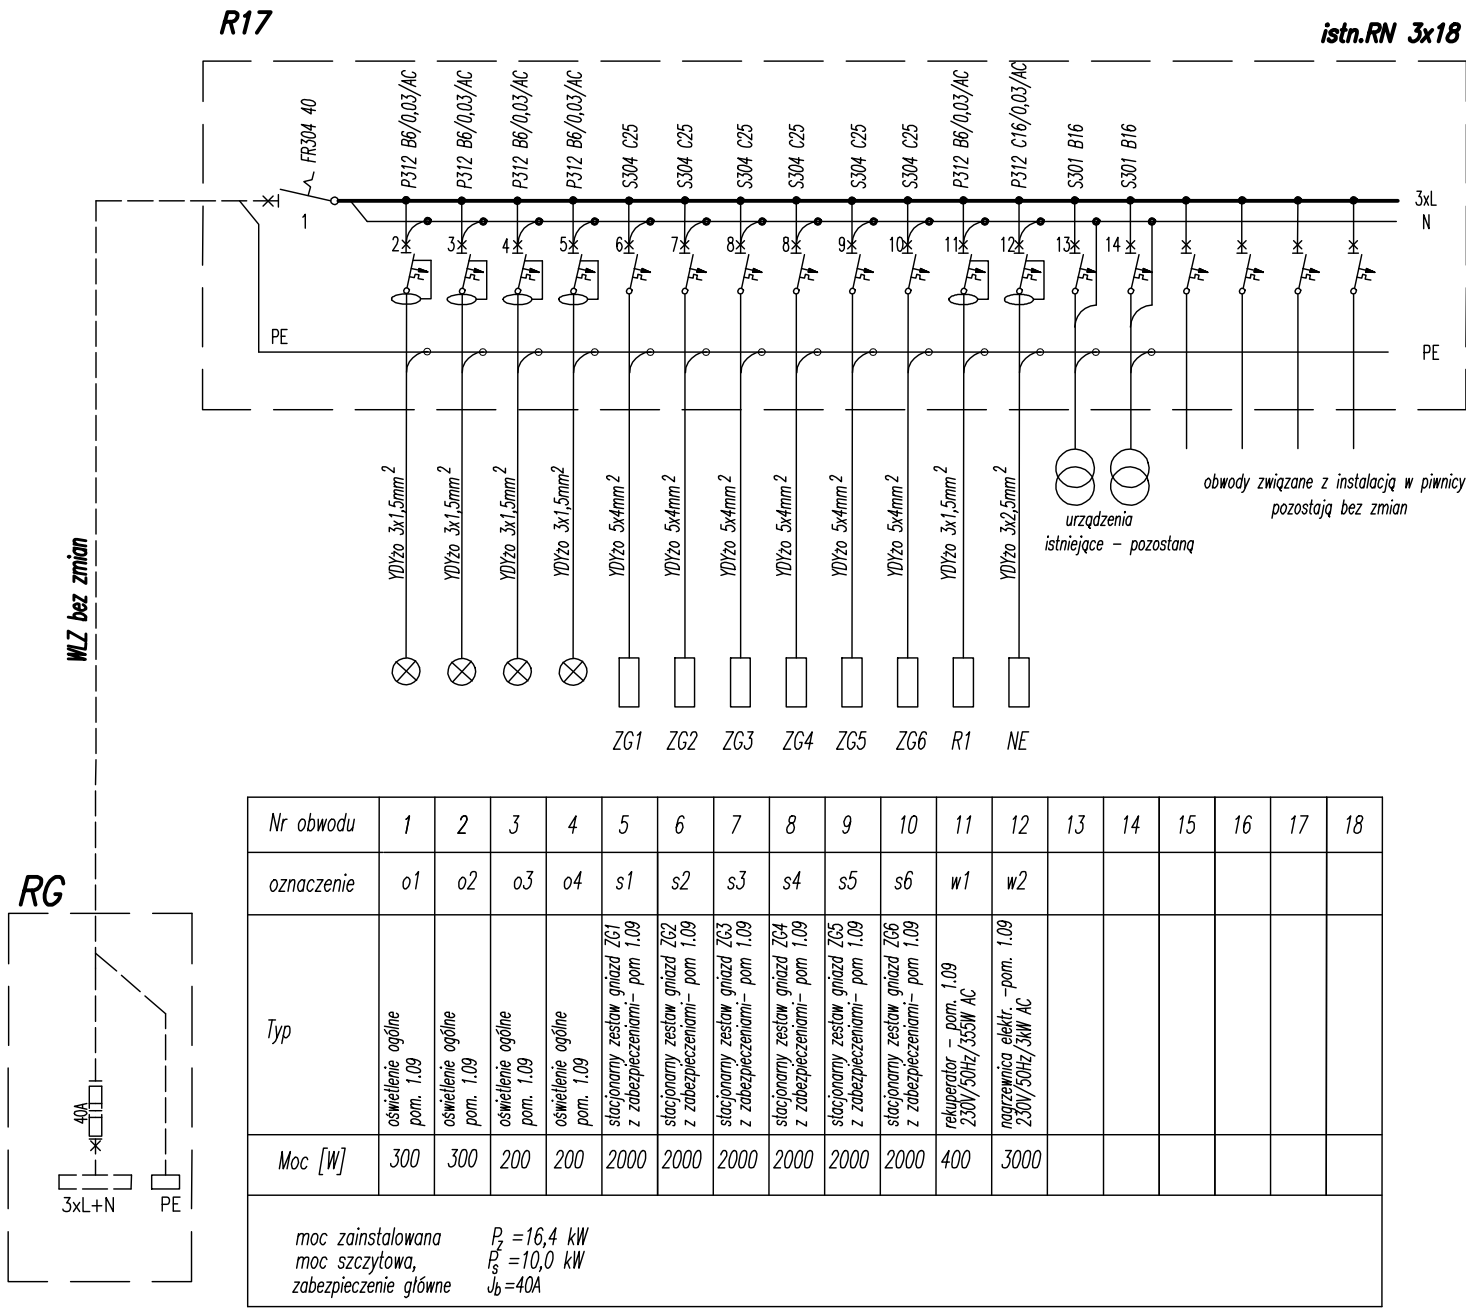 R17
istn.RN 3x18
FR304 40
P312 B6/0,03/AC
P312 B6/0,03/AC
P312 B6/0,03/AC
P312 B6/0,03/AC
S304 C25
S304 C25
S304 C25
S304 C25
S304 C25
S304 C25
P312 B6/0,03/AC
P312 C16/0,03/AC
S301 B16
S301 B16
3xL
N
1
2 3 4 5 6 7 8 8 9 10 11 12 13 14
PE
PE
YDYżo 3x1,5mm²
YDYżo 3x1,5mm²
YDYżo 3x1,5mm²
YDYżo 3x1,5mm²
YDYżo 5x4mm²
YDYżo 5x4mm²
YDYżo 5x4mm²
YDYżo 5x4mm²
YDYżo 5x4mm²
YDYżo 5x4mm²
YDYżo 3x1,5mm²
YDYżo 3x2,5mm²
urządzenia
istniejące – pozostaną
obwody związane z instalacją w piwnicy
pozostają bez zmian
WLZ bez zmian
ZG1 ZG2 ZG3 ZG4 ZG5 ZG6 R1 NE
RG
40A
3xL+N
PE
Nr obwodu 1 2 3 4 5 6 7 8 9 10 11 12 13 14 15 16 17 18
oznaczenie o1 o2 o3 o4 s1 s2 s3 s4 s5 s6 w1 w2
Typ
oświetlenie ogólne
pom. 1.09
oświetlenie ogólne
pom. 1.09
oświetlenie ogólne
pom. 1.09
oświetlenie ogólne
pom. 1.09
stacjonarny zestaw gniazd ZG1
z zabezpieczeniami– pom 1.09
stacjonarny zestaw gniazd ZG2
z zabezpieczeniami– pom 1.09
stacjonarny zestaw gniazd ZG3
z zabezpieczeniami– pom 1.09
stacjonarny zestaw gniazd ZG4
z zabezpieczeniami– pom 1.09
stacjonarny zestaw gniazd ZG5
z zabezpieczeniami– pom 1.09
stacjonarny zestaw gniazd ZG6
z zabezpieczeniami– pom 1.09
rekuperator – pom. 1.09
230V/50Hz/355W AC
nagrzewnica elektr. –pom. 1.09
230V/50Hz/3kW AC
Moc [W] 300 300 200 200 2000 2000 2000 2000 2000 2000 400 3000
moc zainstalowana Pz =16,4 kW
moc szczytowa, Ps =10,0 kW
zabezpieczenie główne Jb=40A